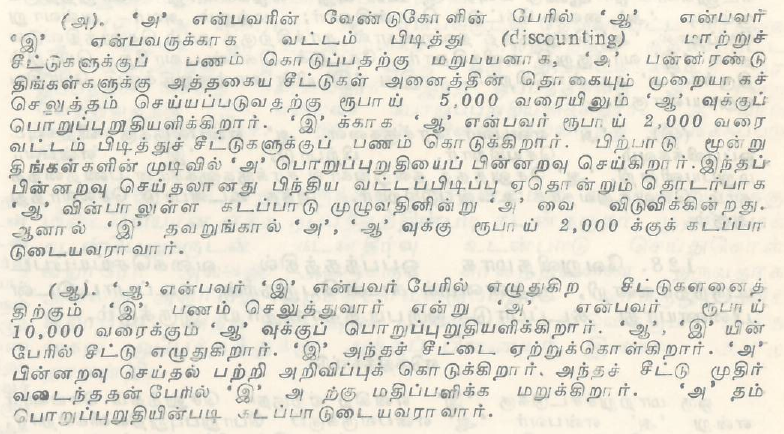 (அ). ‘அ’ என்பவரின் வேண்டுகோளின் பேரில் ‘ஆ’ என்பவர்
‘இ’ என்பவருக்காக வட்டம் பிடித்து (discounting) மாற்றுச்
சீட்டுகளுக்குப் பணம் கொடுப்பதற்கு மறுபயனாக, ‘அ’ பன்னிரண்டு
திங்கள்களுக்கு அத்தகைய சீட்டுகள் அனைத்தின் தொகையும் முறையாகச்
செலுத்தம் செய்யப்படுவதற்கு ரூபாய் 5,000 வரையிலும் ‘ஆ’ வுக்குப்
பொறுப்புறுதியளிக்கிறார். ‘இ’ க்காக ‘ஆ’ என்பவர் ரூபாய் 2,000 வரை
வட்டம் பிடித்துச் சீட்டுகளுக்குப் பணம் கொடுக்கிறார். பிற்பாடு மூன்று
திங்கள்களின் முடிவில் ‘அ’ பொறுப்புறுதியைப் பின்னறவு செய்கிறார்.இந்தப்
பின்னறவு செய்தலானது பிந்திய வட்டப்பிடிப்பு ஏதொன்றும் தொடர்பாக
‘ஆ’ வின்பாலுள்ள கடப்பாடு முழுவதினின்று ‘அ’ வை விடுவிக்கின்றது.
ஆனால் ‘இ’ தவறுங்கால் ‘அ’, ‘ஆ’ வுக்கு ரூபாய் 2,000 க்குக் கடப்பா
டுடையவராவார்.
(ஆ). ‘ஆ’ என்பவர் ‘இ’ என்பவர் பேரில் எழுதுகிற சீட்டுகளனைத்
திற்கும் ‘இ’ பணம் செலுத்துவார் என்று ‘அ’ என்பவர் ரூபாய்
10,000 வரைக்கும் ‘ஆ’ வுக்குப் பொறுப்புறுதியளிக்கிறார். ‘ஆ’, ‘இ’ யின்
பேரில் சீட்டு எழுதுகிறார். ‘இ’ அந்தச் சீட்டை ஏற்றுக்கொள்கிறார். ‘அ’
பின்னறவு செய்தல் பற்றி அறிவிப்புக் கொடுக்கிறார். அந்தச் சீட்டு முதிர்
வடைந்ததன்பேரில் ‘இ’ அதற்கு மதிப்பளிக்க மறுக்கிறார். ‘அ’ தம்
பொறுப்புறுதியின்படி கடப்பாடுடையவராவார்.